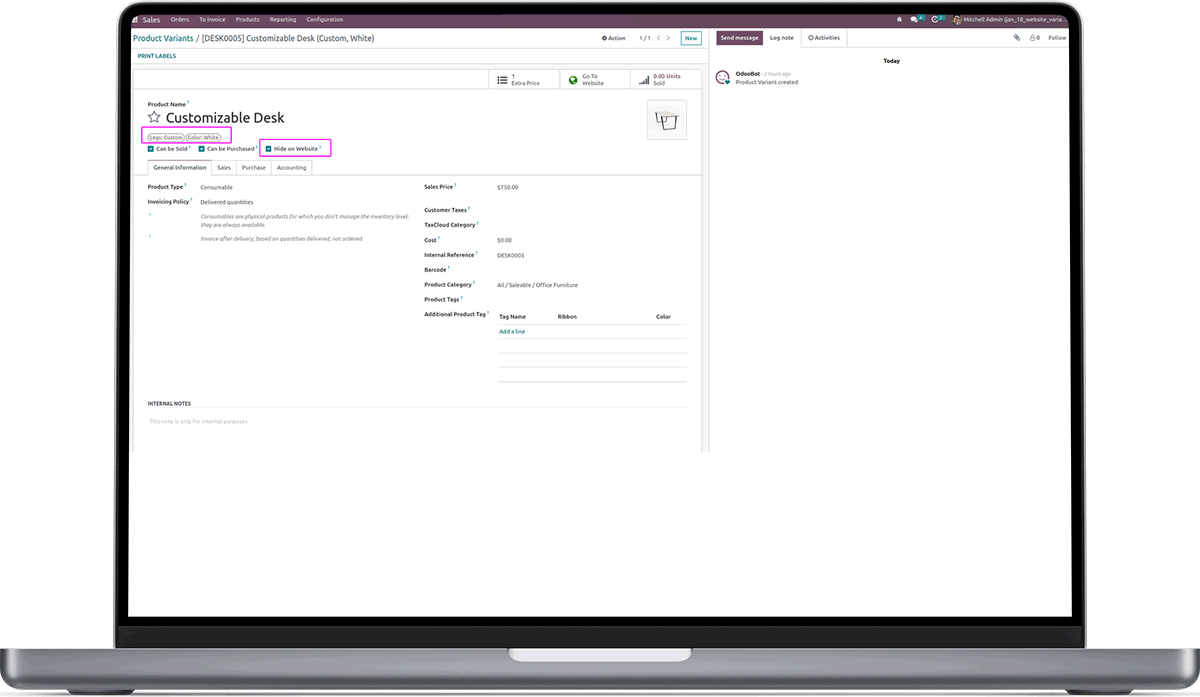 Sales Orders To Invoice Products Reporting Configuration
4 2 Mitchell Admin (jan_18_website_varia...
Product Variants / [DESK0005] Customizable Desk (Custom, White)
Action 1 / 1 New
Send message Log note Activities 0 Follow
PRINT LABELS
1 Extra Price
Go To Website
0.00 Units Sold
Today
OdooBot - 2 hours ago
Product Variant created
Product Name ?
Customizable Desk
Legs: Custom Color: White
Can be Sold ? Can be Purchased ? Hide on Website ?
General Information Sales Purchase Accounting
Product Type ? Consumable
Invoicing Policy ? Delivered quantities
? Consumables are physical products for which you don't manage the inventory level:
they are always available.
? Invoice after delivery, based on quantities delivered, not ordered.
Sales Price ? $750.00
Customer Taxes ?
TaxCloud Category ?
Cost ? $0.00
Internal Reference ? DESK0005
Barcode ?
Product Category ? All / Saleable / Office Furniture
Product Tags ?
Additional Product Tag ? Tag Name Ribbon Color
Add a line
INTERNAL NOTES
This note is only for internal purposes.